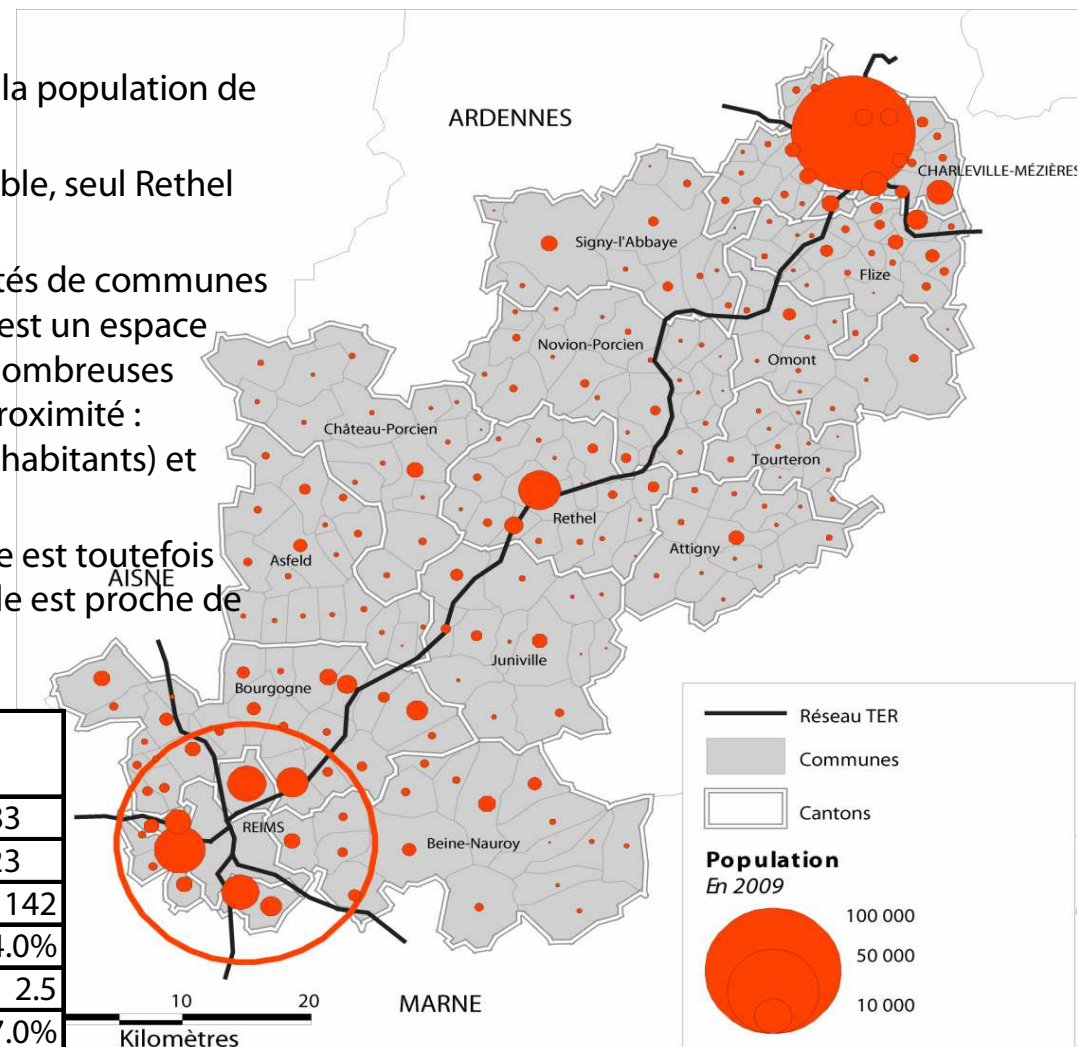 la population de
ble, seul Rethel
tés de communes
est un espace
ombreuses
roximité :
habitants) et
e est toutefois
le est proche de
33
23
142
4.0%
2.5
7.0%
ARDENNES
CHARLEVILLE-MÉZIÈRES
Signy-l'Abbaye
Flize
Novion-Porcien
Omont
Château-Porcien
Tourteron
Rethel
Attigny
Asfeld
AISNE
Juniville
Bourgogne
REIMS
Beine-Nauroy
MARNE
10 20
Kilomètres
Réseau TER
Communes
Cantons
Population
En 2009
100 000
50 000
10 000